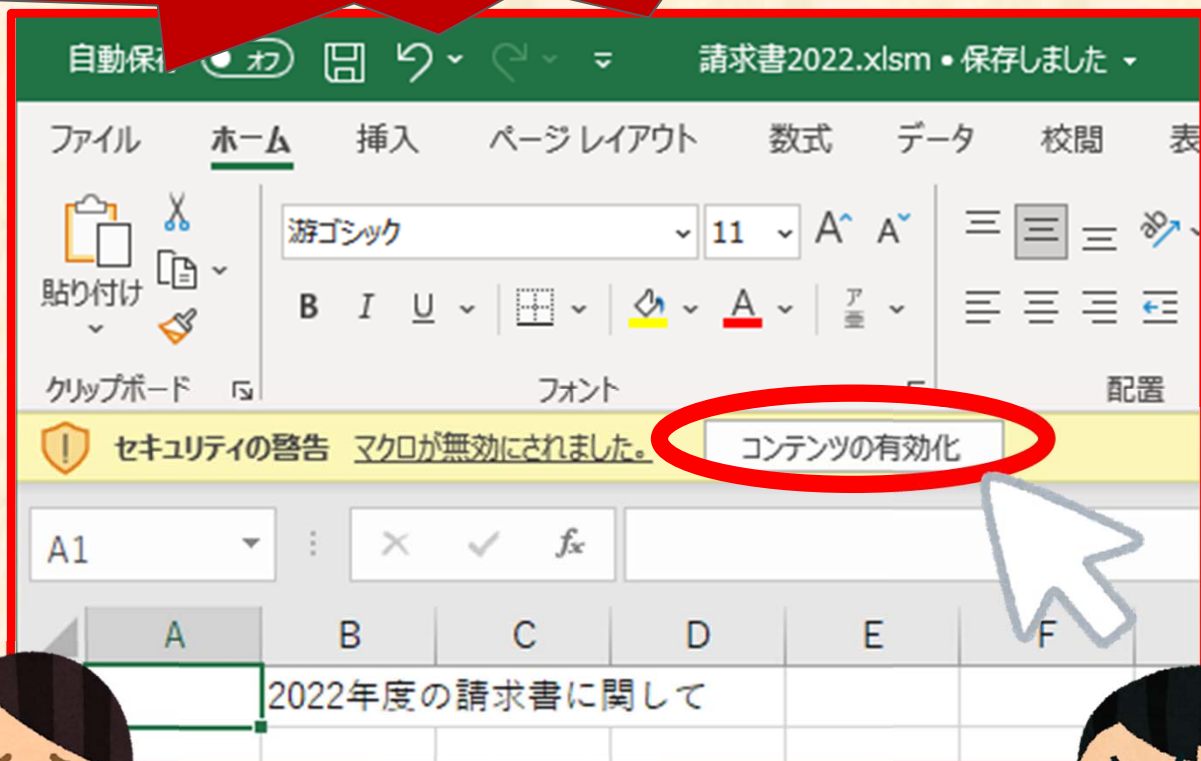 自動保存 オフ 請求書2022.xlsm • 保存しました
ファイル ホーム 挿入 ページ レイアウト 数式 データ 校閲 表
游ゴシック 11 A A ab
貼り付け B I U A ア亜
クリップボード フォント 配置
セキュリティの警告 マクロが無効にされました。 コンテンツの有効化
A1 fx
A B C D E F
2022年度の請求書に関して